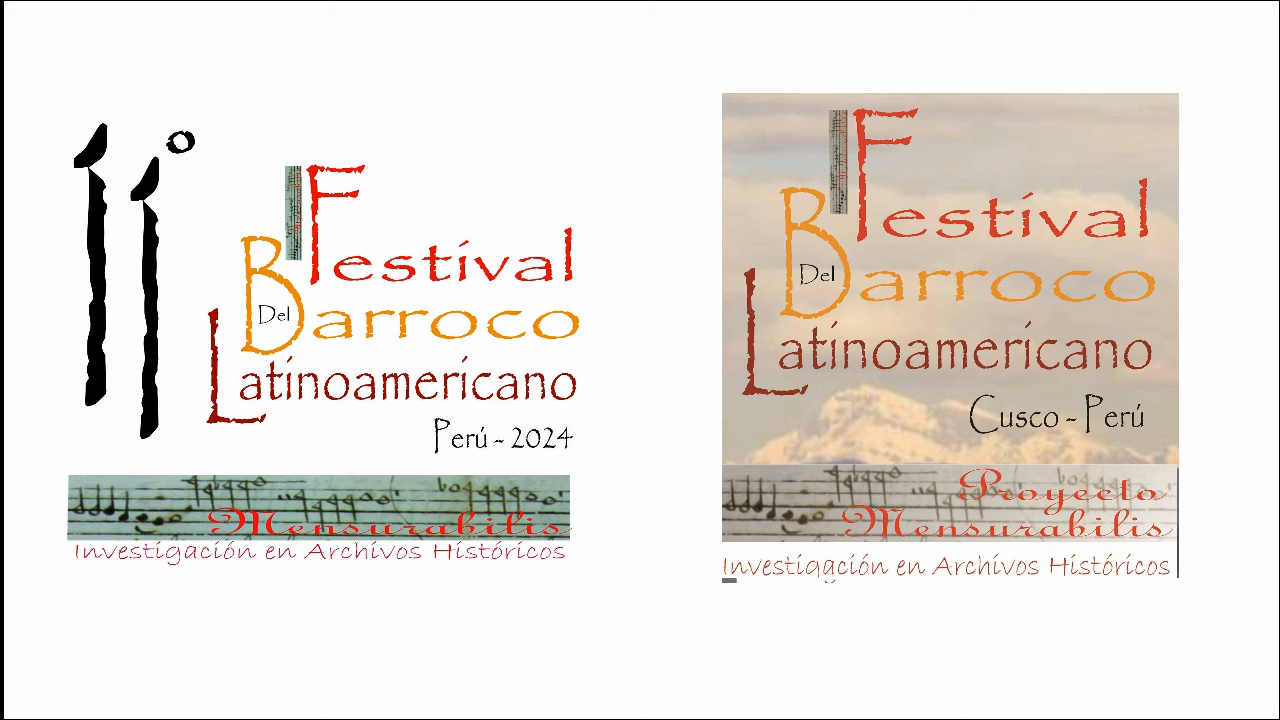 11°
Festival
Del Barroco
Latinoamericano
Perú - 2024
Mensurabilis
Investigación en Archivos Históricos
Festival
Del Barroco
Latinoamericano
Cusco - Perú
Proyecto
Mensurabilis
Investigación en Archivos Históricos